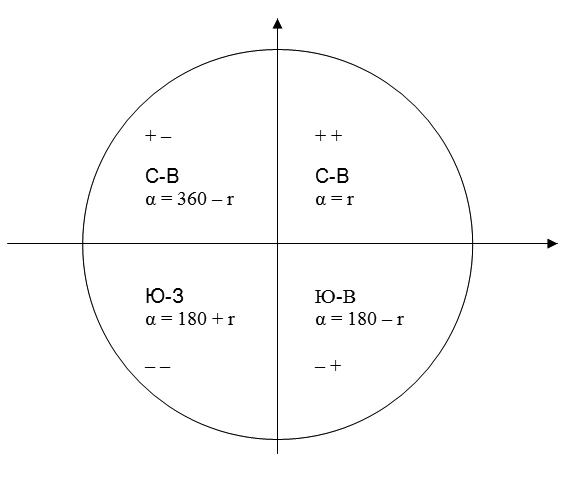 + –
С-В
α = 360 – r
+ +
С-В
α = r
Ю-З
α = 180 + r
– –
Ю-В
α = 180 – r
– +